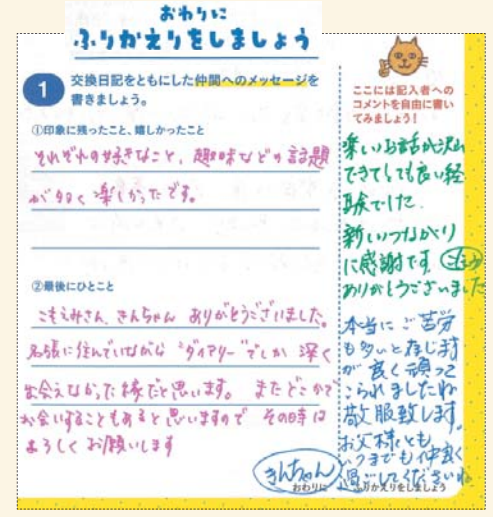 おわりに
ふりかえりをしましょう
1
交換日記をともにした仲間へのメッセージを
書きましょう。
①印象に残ったこと、嬉しかったこと
それぞれの好きなこと、趣味などの話題
が多く楽しかったです。
②最後にひとこと
こもえみさん、きんちゃん ありがとうございました。
名張に住んでいながら "ダイアリー"でしか 深く
お会えなかった様だと思います。 またどこかで
お会いすることもあると思いますので その時は
よろしくお願いします
ここには記入者への
コメントを自由に書い
てみましょう!
楽しいお話が沢山
できてとても良い経
験でした。
新しいつながり
に感謝です
ありがとうございました
本当にご苦労
も多いと存じます
が良く頑っこ
られましたね
敬服致します。
お父様とも、
いつまでも仲良く
過ごしてくださいね
きんちゃん
おわりに ふりかえりをしましょう